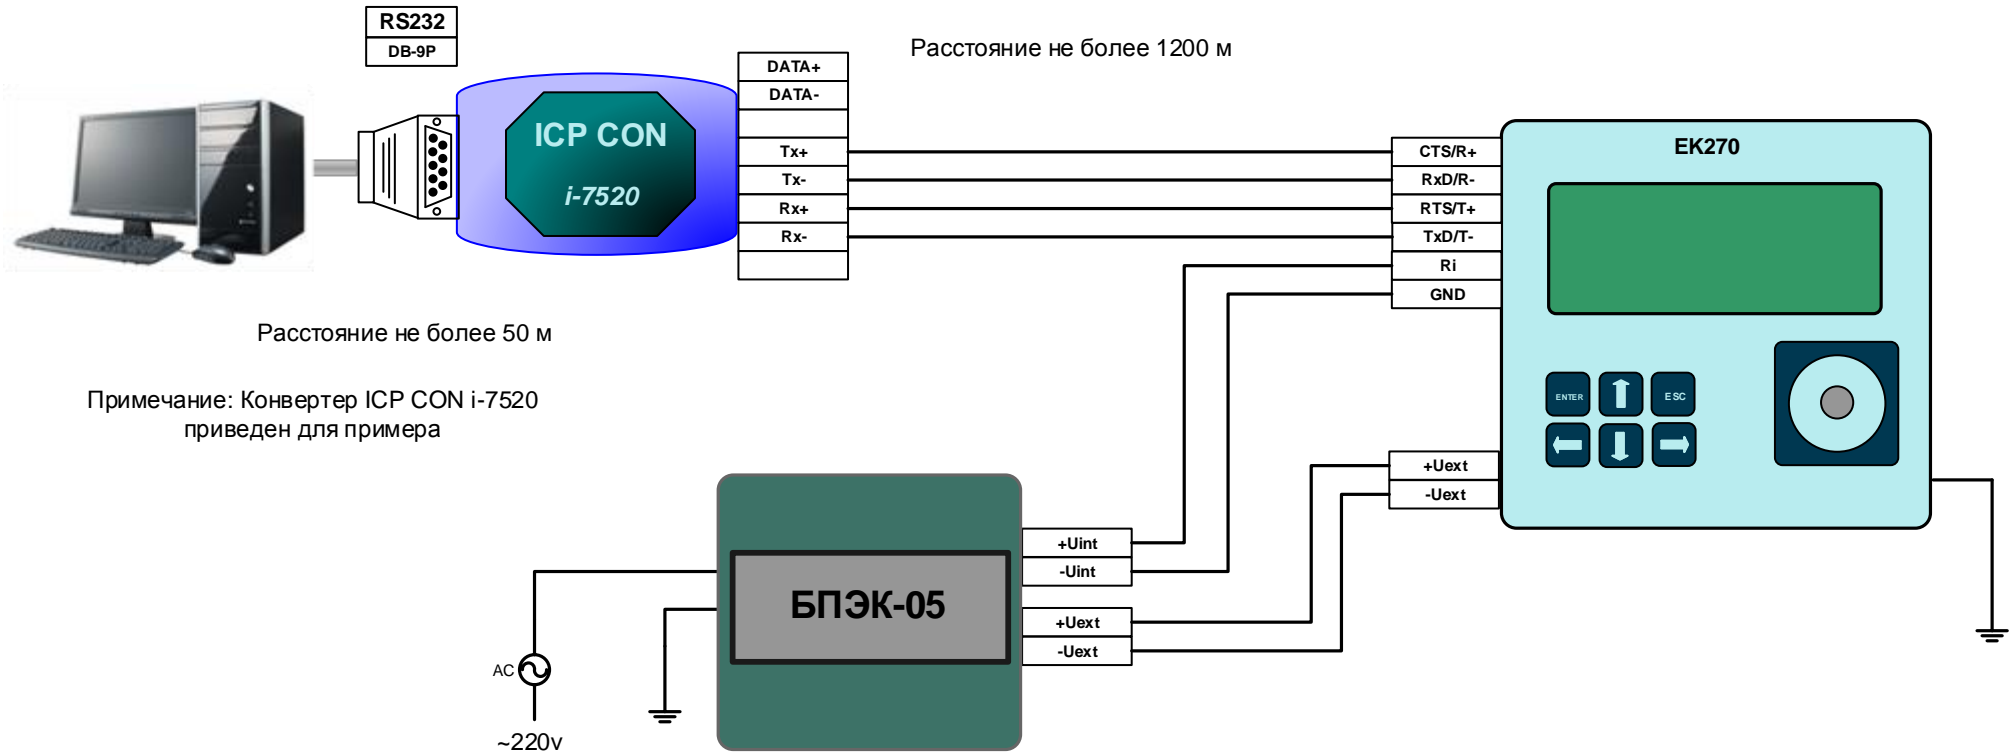 RS232
DB-9P
Расстояние не более 1200 м
DATA+
DATA-
Tx+
Tx-
Rx+
Rx-
ICP CON
i-7520
CTS/R+
RxD/R-
RTS/T+
TxD/T-
Ri
GND
EK270
ENTER
ESC
Расстояние не более 50 м
Примечание: Конвертер ICP CON i-7520
приведен для примера
+Uext
-Uext
БПЭК-05
+Uint
-Uint
+Uext
-Uext
AC
~220v